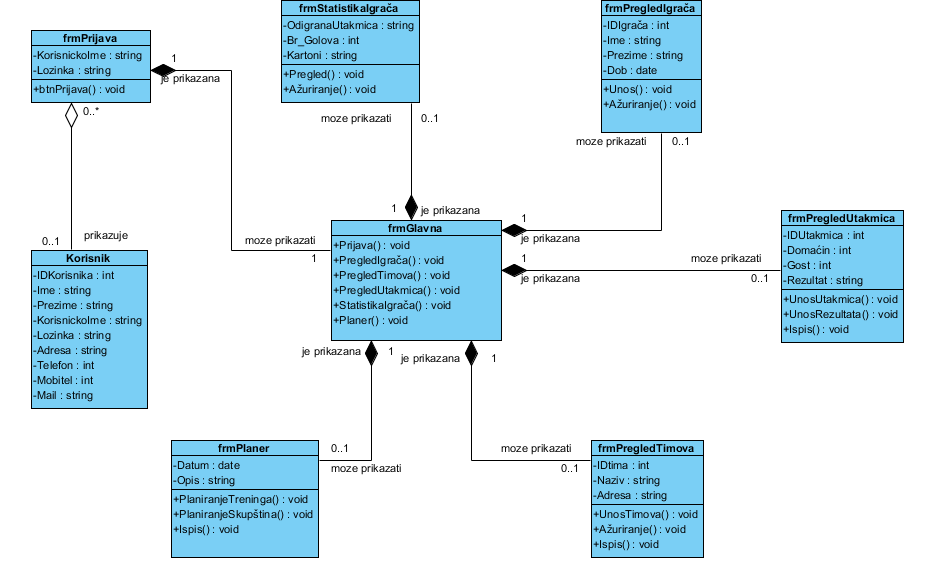 frmPrijava
-KorisnickoIme : string
-Lozinka : string
+btnPrijava() : void
1
je prikazana
0..*
prikazuje
0..1
Korisnik
-IDKorisnika : int
-Ime : string
-Prezime : string
-KorisnickoIme : string
-Lozinka : string
-Adresa : string
-Telefon : int
-Mobitel : int
-Mail : string
moze prikazati
1
frmStatistikaIgrača
-OdigranaUtakmica : string
-Br_Golova : int
-Kartoni : string
+Pregled() : void
+Ažuriranje() : void
moze prikazati
0..1
1
je prikazana
frmPregledIgrača
-IDIgrača : int
-Ime : string
-Prezime : string
-Dob : date
+Unos() : void
+Ažuriranje() : void
moze prikazati
0..1
1
je prikazana
frmGlavna
+Prijava() : void
+PregledIgrača() : void
+PregledTimova() : void
+PregledUtakmica() : void
+StatistikaIgrača() : void
+Planer() : void
1
je prikazana
moze prikazati
0..1
frmPregledUtakmica
-IDUtakmica : int
-Domaćin : int
-Gost : int
-Rezultat : string
+UnosUtakmica() : void
+UnosRezultata() : void
+Ispis() : void
je prikazana
1
je prikazana
1
frmPlaner
-Datum : date
-Opis : string
+PlaniranjeTreninga() : void
+PlaniranjeSkupština() : void
+Ispis() : void
0..1
moze prikazati
moze prikazati
0..1
frmPregledTimova
-IDtima : int
-Naziv : string
-Adresa : string
+UnosTimova() : void
+Ažuriranje() : void
+Ispis() : void